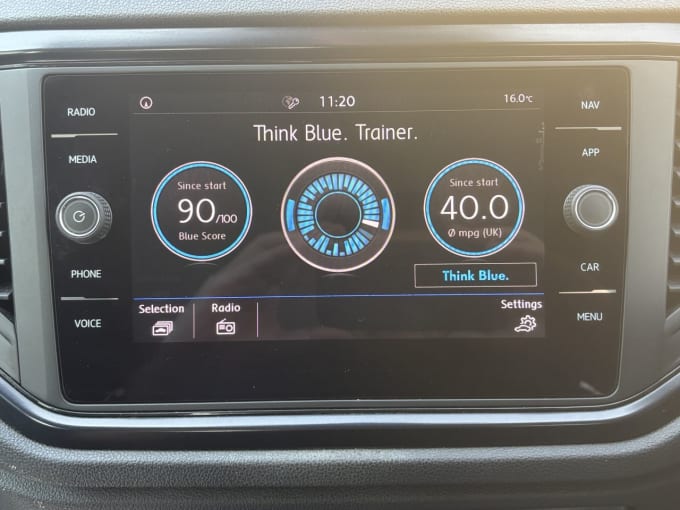 RADIO
MEDIA
PHONE
VOICE
11:20
16.0°C
Think Blue. Trainer.
Since start
90/100
Blue Score
Since start
40.0
Ø mpg (UK)
Think Blue.
Selection
Radio
Settings
NAV
APP
CAR
MENU